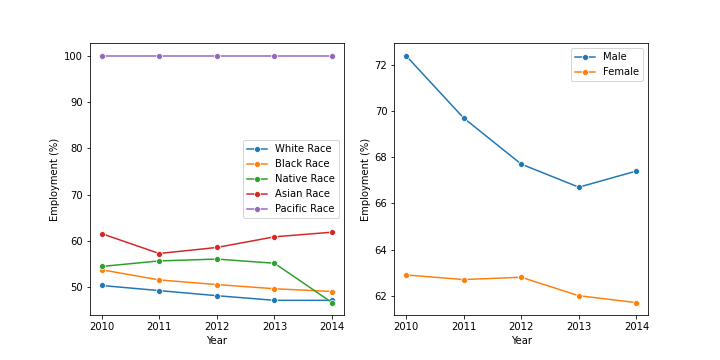 100
90
80
70
60
50
Employment (%)
2010 2011 2012 2013 2014
Year
White Race
Black Race
Native Race
Asian Race
Pacific Race
72
70
68
66
64
62
Employment (%)
2010 2011 2012 2013 2014
Year
Male
Female